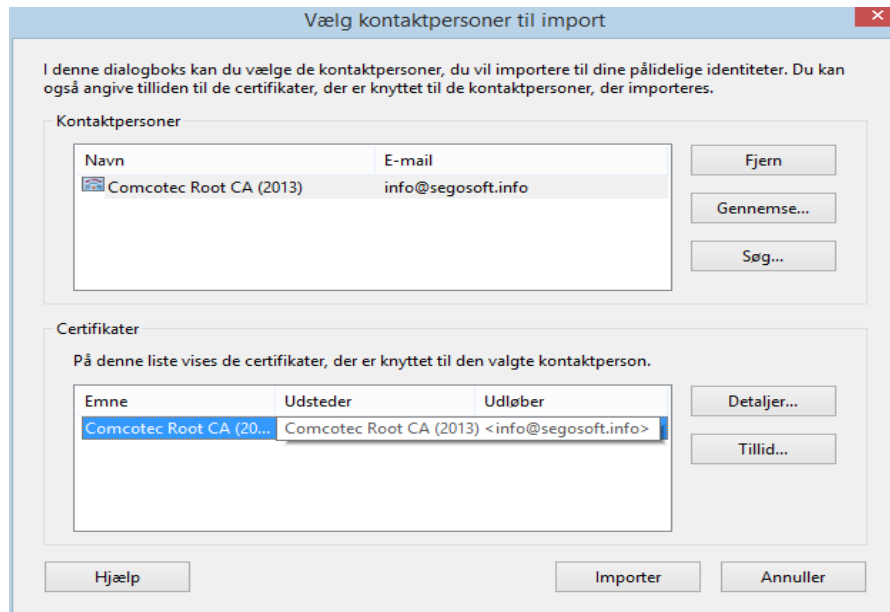 Vælg kontaktpersoner til import
I denne dialogboks kan du vælge de kontaktpersoner, du vil importere til dine pålidelige identiteter. Du kan
også angive tilliden til de certifikater, der er knyttet til de kontaktpersoner, der importeres.
Kontaktpersoner
Navn E-mail
Comcotec Root CA (2013) info@segosoft.info
Fjern
Gennemse...
Søg...
Certifikater
På denne liste vises de certifikater, der er knyttet til den valgte kontaktperson.
Emne Udsteder Udløber
Comcotec Root CA (20... Comcotec Root CA (2013) <info@segosoft.info>
Detaljer...
Tillid...
Hjælp Importer Annuller